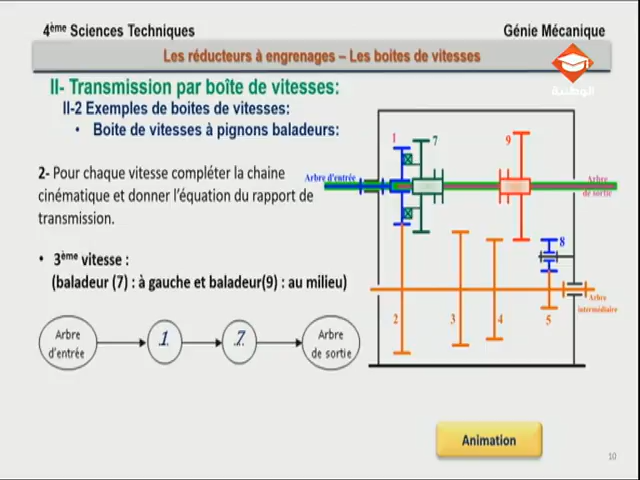 4ème Sciences Techniques
Génie Mécanique
Les réducteurs à engrenages – Les boites de vitesses
الوطنية
II- Transmission par boîte de vitesses:
II-2 Exemples de boites de vitesses:
• Boite de vitesses à pignons baladeurs:
2- Pour chaque vitesse compléter la chaine
cinématique et donner l'équation du rapport de
transmission.
• 3ème vitesse :
(baladeur (7) : à gauche et baladeur(9) : au milieu)
Arbre
d'entrée
1
7
Arbre
de sortie
1
7
9
Arbre d'entrée
Arbre
de sortie
8
Arbre
intermédiaire
2
3
4
5
Animation
10